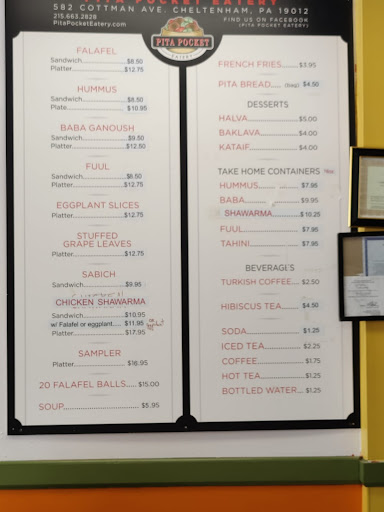 PITA POCKET EATERY
582 COTTMAN AVE. CHELTENHAM, PA 19012
215.663.2828
PitaPocketEatery.com
FIND US ON FACEBOOK
(PITA POCKET EATERY)
PITA POCKET
EATERY
FALAFEL
Sandwich $8.50
Platter $12.75
HUMMUS
Sandwich $8.50
Plate $10.95
BABA GANOUSH
Sandwich $9.50
Platter $12.50
FUUL
Sandwich $8.50
Platter $12.75
EGGPLANT SLICES
Platter $12.75
STUFFED
GRAPE LEAVES
Platter $12.75
SABICH
Sandwich $9.95
CHICKEN SHAWARMA
Sandwich $10.95
w/ Falafel or eggplant $11.95
Platter $17.95
SAMPLER
Platter $16.95
20 FALAFEL BALLS $15.00
SOUP $5.95
FRENCH FRIES $3.95
PITA BREAD (bag) $4.50
DESSERTS
HALVA $5.00
BAKLAVA $4.00
KATAIF $4.00
TAKE HOME CONTAINERS
HUMMUS $7.95
BABA $9.95
SHAWARMA $10.25
FUUL $7.95
TAHINI $7.95
BEVERAGI'S
TURKISH COFFEE $2.50
HIBISCUS TEA $4.50
SODA $1.25
ICED TEA $2.25
COFFEE $1.75
HOT TEA $1.25
BOTTLED WATER $1.25